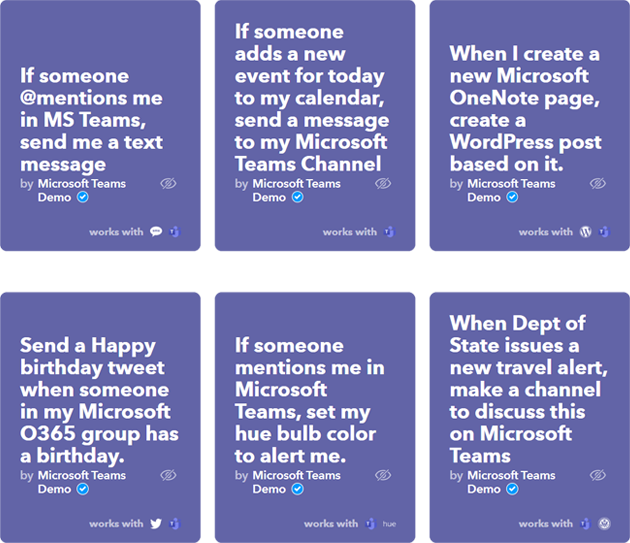 If someone
@mentions me
in MS Teams,
send me a text
message
by Microsoft Teams
Demo
works with
If someone
adds a new
event for today
to my calendar,
send a message
to my Microsoft
Teams Channel
by Microsoft Teams
Demo
works with
When I create a
new Microsoft
OneNote page,
create a
WordPress post
based on it.
by Microsoft Teams
Demo
works with
Send a Happy
birthday tweet
when someone
in my Microsoft
O365 group has
a birthday.
by Microsoft Teams
Demo
works with
If someone
mentions me in
Microsoft
Teams, set my
hue bulb color
to alert me.
by Microsoft Teams
Demo
works with hue
When Dept of
State issues a
new travel alert,
make a channel
to discuss this
on Microsoft
Teams
by Microsoft Teams
Demo
works with